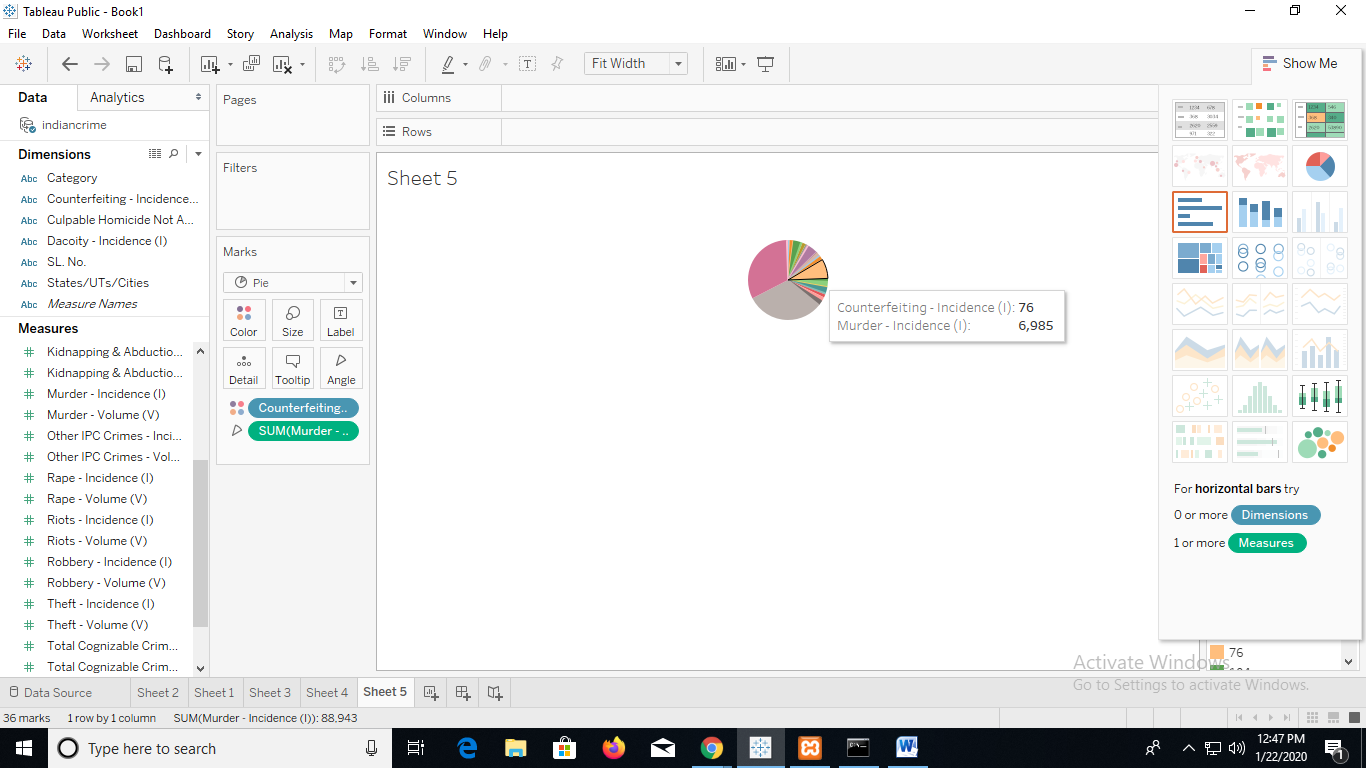 Tableau Public - Book1
File Data Worksheet Dashboard Story Analysis Map Format Window Help
Fit Width
Show Me
Data Analytics
indiancrime
Dimensions
Abc Category
Abc Counterfeiting - Incidence...
Abc Culpable Homicide Not A...
Abc Dacoity - Incidence (I)
Abc SL. No.
Abc States/UTs/Cities
Abc Measure Names
Measures
# Kidnapping & Abductio...
# Kidnapping & Abductio...
# Murder - Incidence (I)
# Murder - Volume (V)
# Other IPC Crimes - Inci...
# Other IPC Crimes - Vol...
# Rape - Incidence (I)
# Rape - Volume (V)
# Riots - Incidence (I)
# Riots - Volume (V)
# Robbery - Incidence (I)
# Robbery - Volume (V)
# Theft - Incidence (I)
# Theft - Volume (V)
# Total Cognizable Crim...
# Total Cognizable Crim...
Pages
Filters
Marks
Pie
Color Size Label
Detail Tooltip Angle
Counterfeiting..
SUM(Murder - ..
Columns
Rows
Sheet 5
Counterfeiting - Incidence (I): 76
Murder - Incidence (I): 6,985
For horizontal bars try
0 or more Dimensions
1 or more Measures
76
Activate Windows
Go to Settings to activate Windows.
Data Source Sheet 2 Sheet 1 Sheet 3 Sheet 4 Sheet 5
36 marks 1 row by 1 column SUM(Murder - Incidence (I)): 88,943
Type here to search
12:47 PM
1/22/2020
1